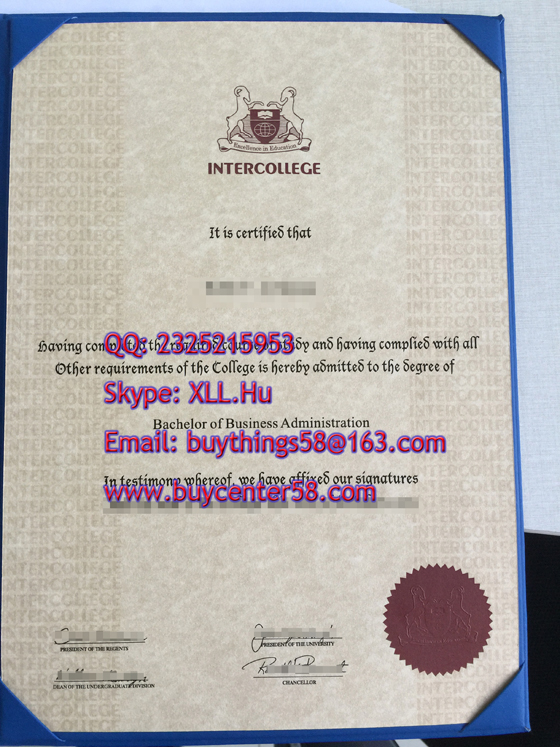 Excellence in Education
INTERCOLLEGE
It is certified that
QQ: 2325215953
Having the and having complied with all
Other requirements of the College is hereby admitted to the degree of
Skype: XLL.Hu
Bachelor of Business Administration
Email: buythings58@163.com
In testimony whereof, we have affixed our signatures
www.buycenter58.com
PRESIDENT OF THE REGENTS
PRESIDENT OF THE UNIVERSITY
DEAN OF THE UNDERGRADUATE DIVISION
CHANCELLOR